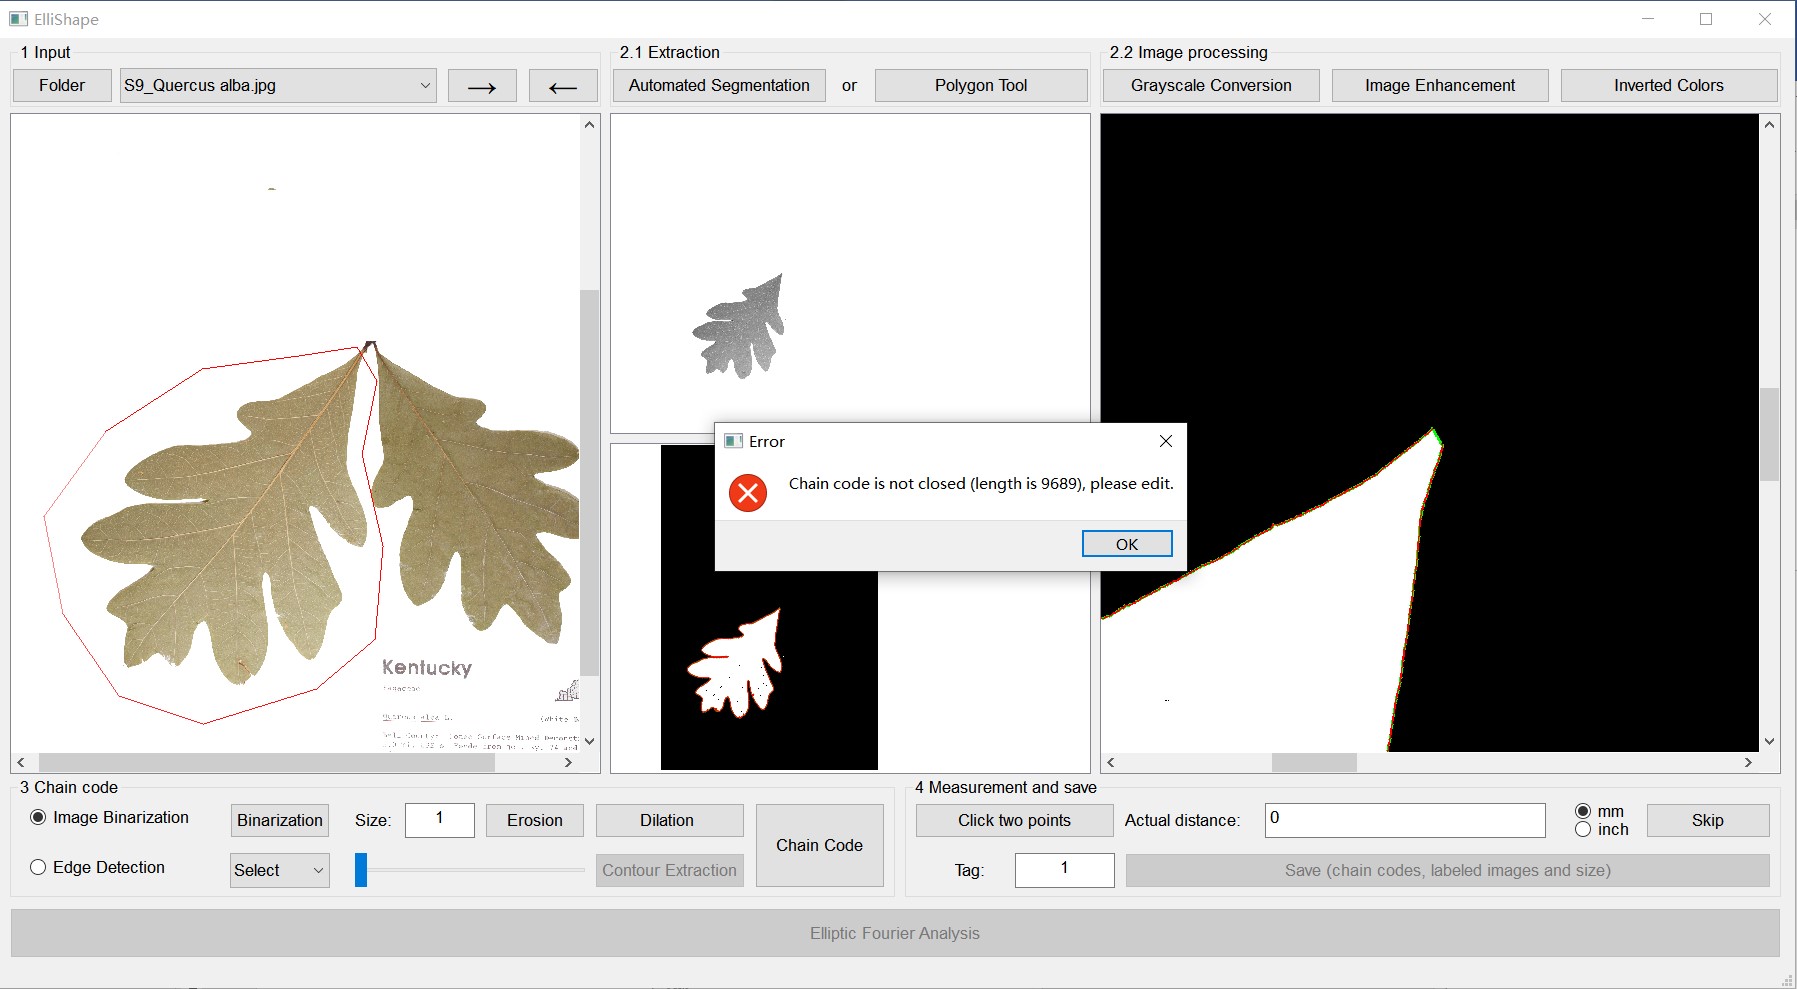 ElliShape
1 Input
Folder
S9_Quercus alba.jpg
→
←
2.1 Extraction
Automated Segmentation
or
Polygon Tool
2.2 Image processing
Grayscale Conversion
Image Enhancement
Inverted Colors
Kentucky
Error
Chain code is not closed (length is 9689), please edit.
OK
3 Chain code
Image Binarization
Binarization
Size:
1
Erosion
Dilation
Chain Code
Edge Detection
Select
Contour Extraction
4 Measurement and save
Click two points
Actual distance:
0
mm
inch
Skip
Tag:
1
Save (chain codes, labeled images and size)
Elliptic Fourier Analysis